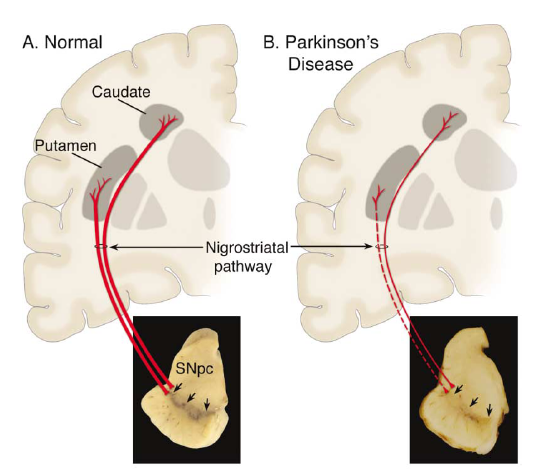 A. Normal
B. Parkinson's
Disease
Caudate
Putamen
Nigrostriatal
pathway
SNpc